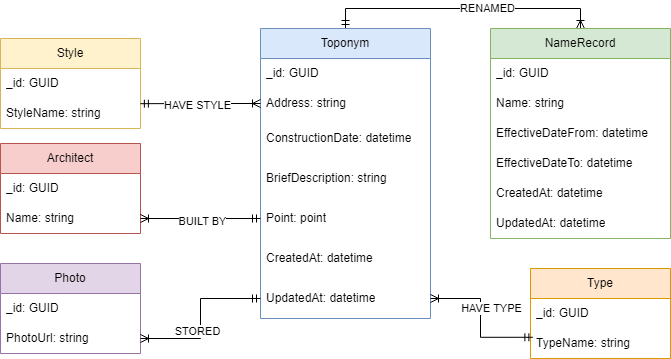 RENAMED
Style
_id: GUID
StyleName: string
HAVE STYLE
Architect
_id: GUID
Name: string
BUILT BY
Photo
_id: GUID
PhotoUrl: string
STORED
Toponym
_id: GUID
Address: string
ConstructionDate: datetime
BriefDescription: string
Point: point
CreatedAt: datetime
UpdatedAt: datetime
NameRecord
_id: GUID
Name: string
EffectiveDateFrom: datetime
EffectiveDateTo: datetime
CreatedAt: datetime
UpdatedAt: datetime
HAVE TYPE
Type
_id: GUID
TypeName: string